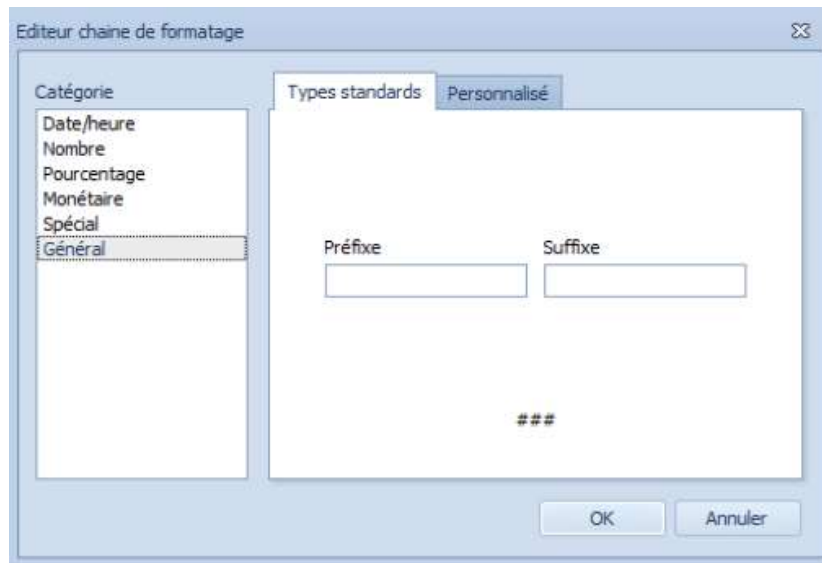 Editeur chaine de formatage
Catégorie
Date/heure
Nombre
Pourcentage
Monétaire
Spécial
Général
Types standards
Personnalisé
Préfixe
Suffixe
###
OK
Annuler